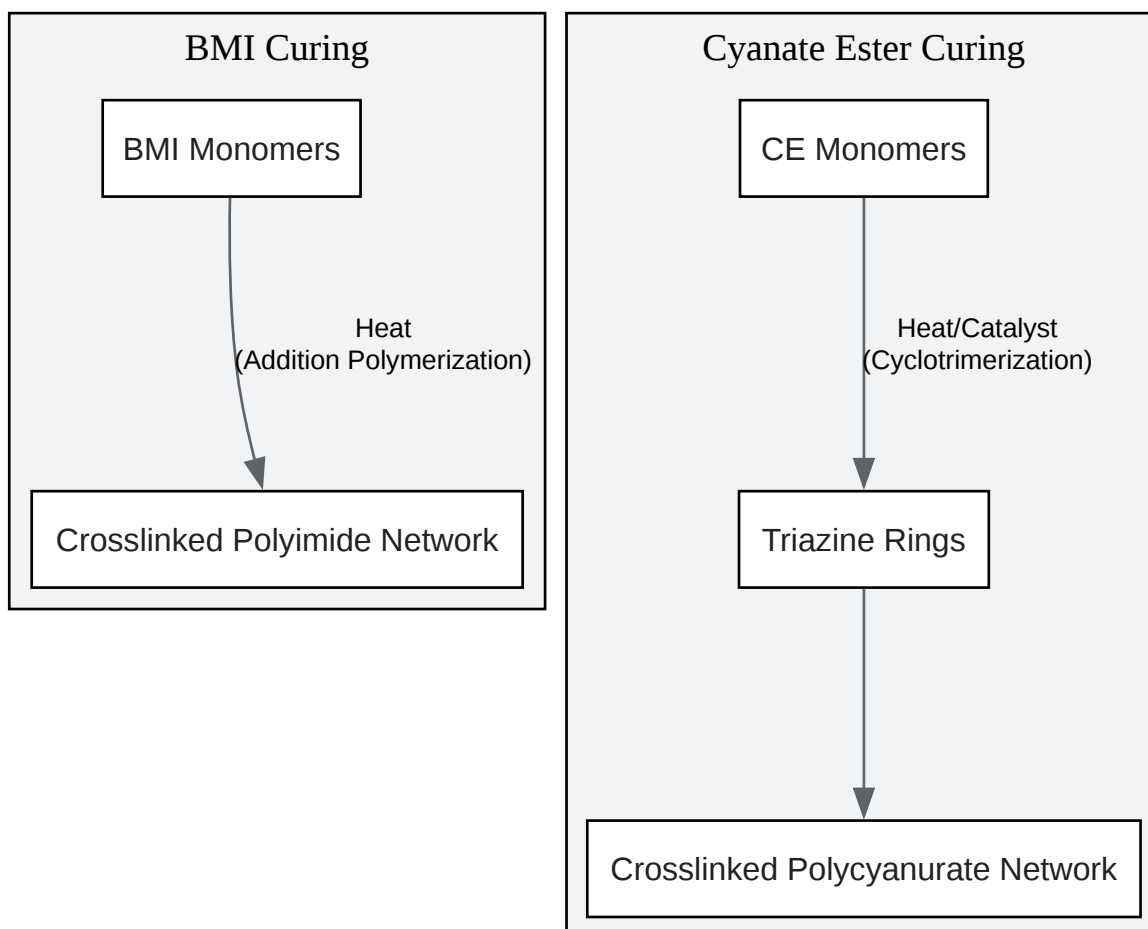 BMI Curing
BMI Monomers
Heat
(Addition Polymerization)
Crosslinked Polyimide Network
Cyanate Ester Curing
CE Monomers
Heat/Catalyst
(Cyclotrimerization)
Triazine Rings
Crosslinked Polycyanurate Network